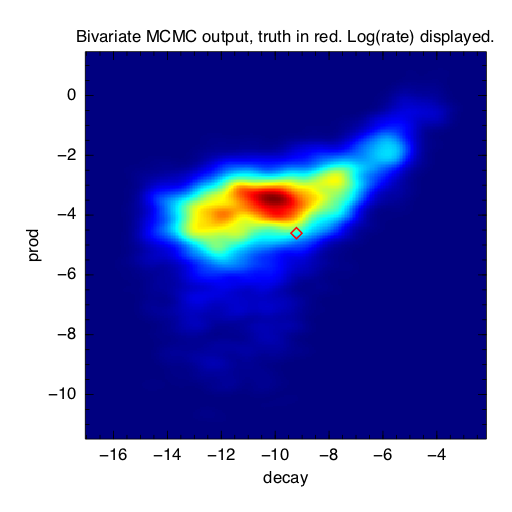 Bivariate MCMC output, truth in red. Log(rate) displayed.
0
−2
−4
−6
−8
−10
prod
−16 −14 −12 −10 −8 −6 −4
decay